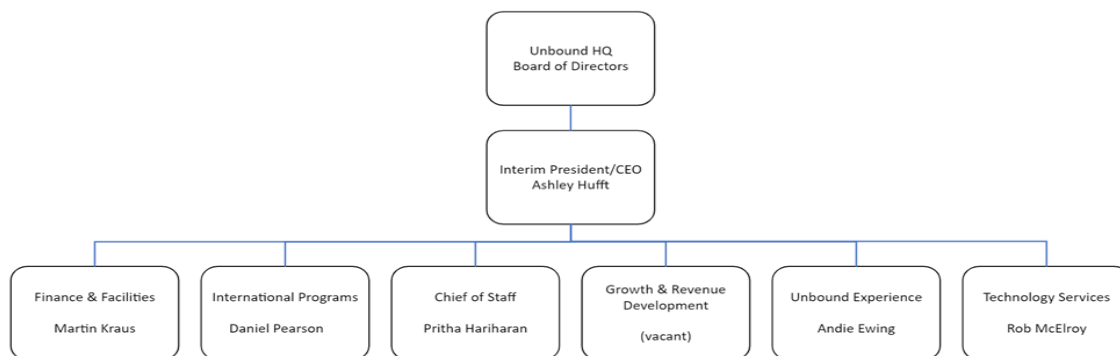 Unbound HQ
Board of Directors
Interim President/CEO
Ashley Hufft
Finance & Facilities
Martin Kraus
International Programs
Daniel Pearson
Chief of Staff
Pritha Hariharan
Growth & Revenue
Development
(vacant)
Unbound Experience
Andie Ewing
Technology Services
Rob McElroy